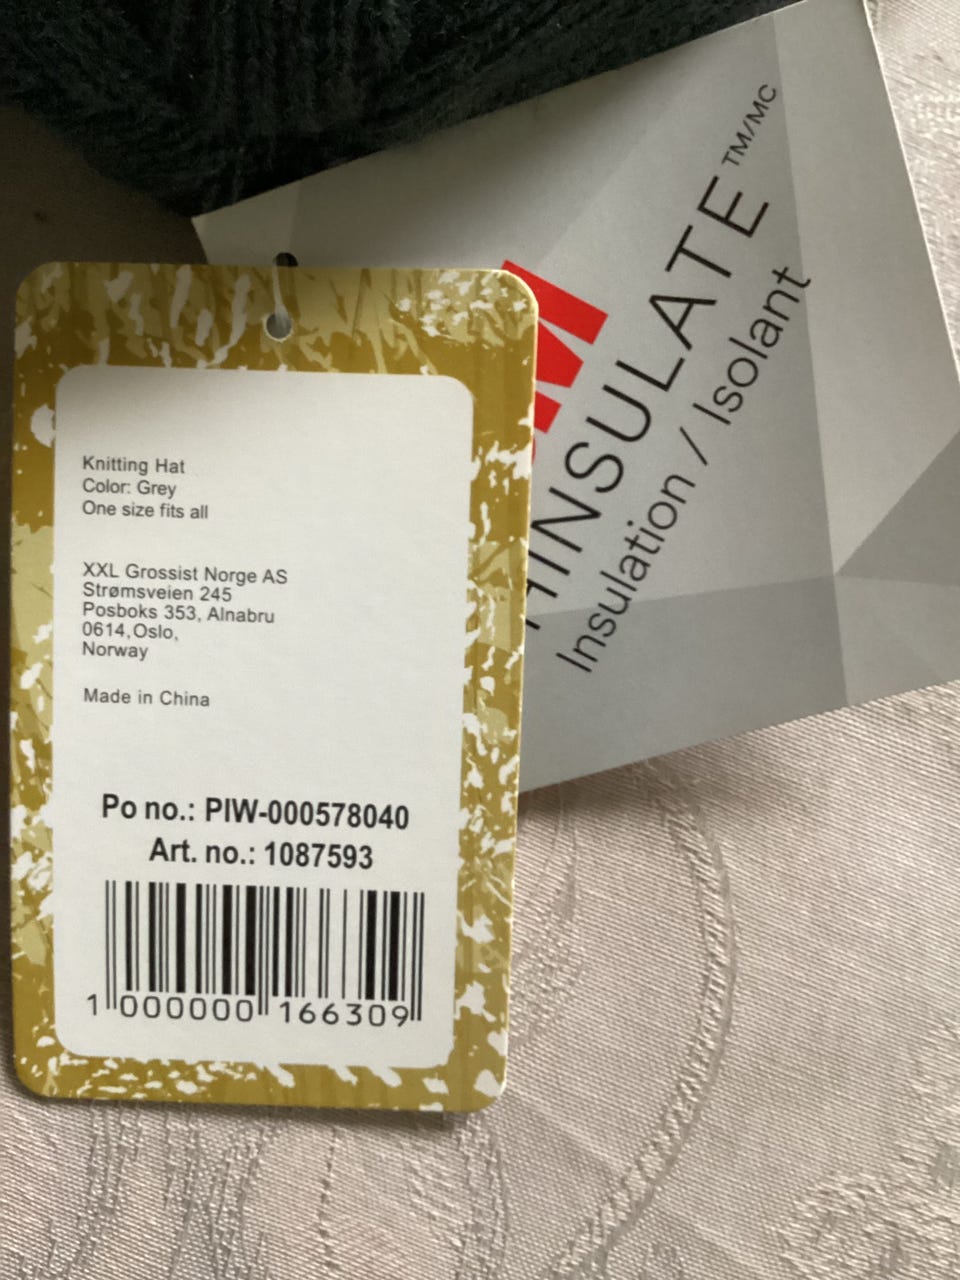 Knitting Hat
Color: Grey
One size fits all
XXL Grossist Norge AS
Strømsveien 245
Posboks 353, Alnabru
0614,Oslo,
Norway
Made in China
Po no.: PIW-000578040
Art. no.: 1087593
1 000000 166309
M
HINSULATE TM/MC
Insulation / Isolant